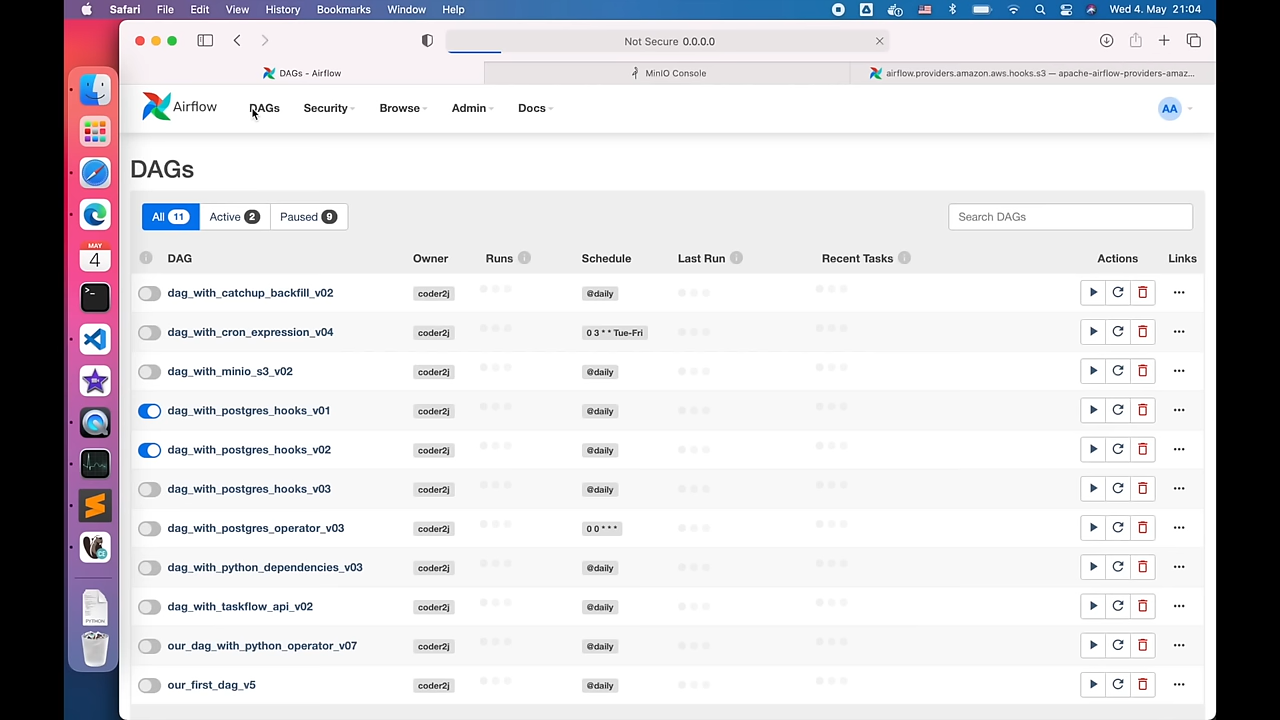 Safari File Edit View History Bookmarks Window Help Wed 4. May 21:04
Not Secure 0.0.0.0
DAGs - Airflow MinIO Console airflow.providers.amazon.aws.hooks.s3 — apache-airflow-providers-amaz...
Airflow DAGs Security Browse Admin Docs AA
DAGs
All 11 Active 2 Paused 9 Search DAGs
DAG Owner Runs Schedule Last Run Recent Tasks Actions Links
dag_with_catchup_backfill_v02 coder2j @daily
dag_with_cron_expression_v04 coder2j 0 3 * * Tue-Fri
dag_with_minio_s3_v02 coder2j @daily
dag_with_postgres_hooks_v01 coder2j @daily
dag_with_postgres_hooks_v02 coder2j @daily
dag_with_postgres_hooks_v03 coder2j @daily
dag_with_postgres_operator_v03 coder2j 0 0 * * *
dag_with_python_dependencies_v03 coder2j @daily
dag_with_taskflow_api_v02 coder2j @daily
our_dag_with_python_operator_v07 coder2j @daily
our_first_dag_v5 coder2j @daily
MAY
4
PYTHON